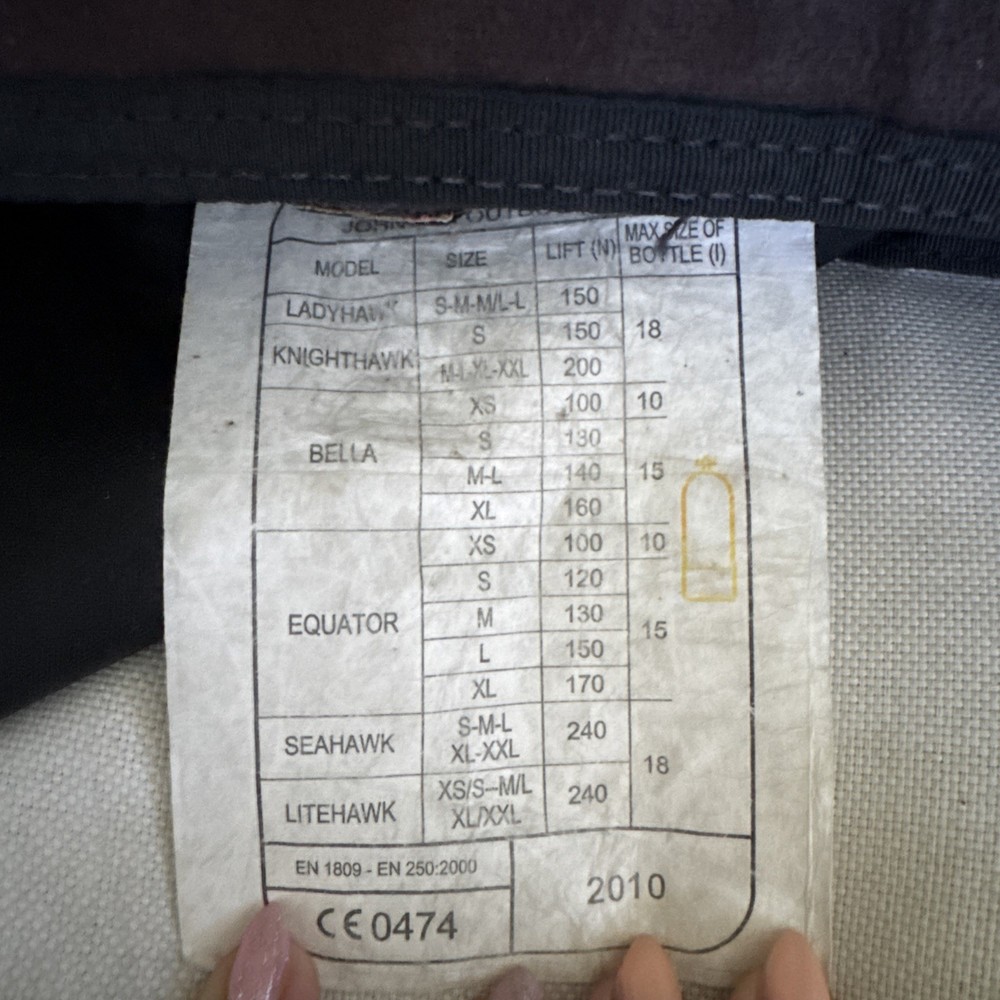 MODEL SIZE LIFT (N) MAX SIZE OF BOTTLE (l)
LADYHAWK S-M-M/L-L 150 18
KNIGHTHAWK S 150
M-L-XL-XXL 200
BELLA XS 100 10
S 130 15
M-L 140
XL 160
EQUATOR XS 100 10
S 120 15
M 130
L 150
XL 170
SEAHAWK S-M-L XL-XXL 240 18
LITEHAWK XS/S–M/L XL/XXL 240
EN 1809 - EN 250:2000
CE 0474
2010